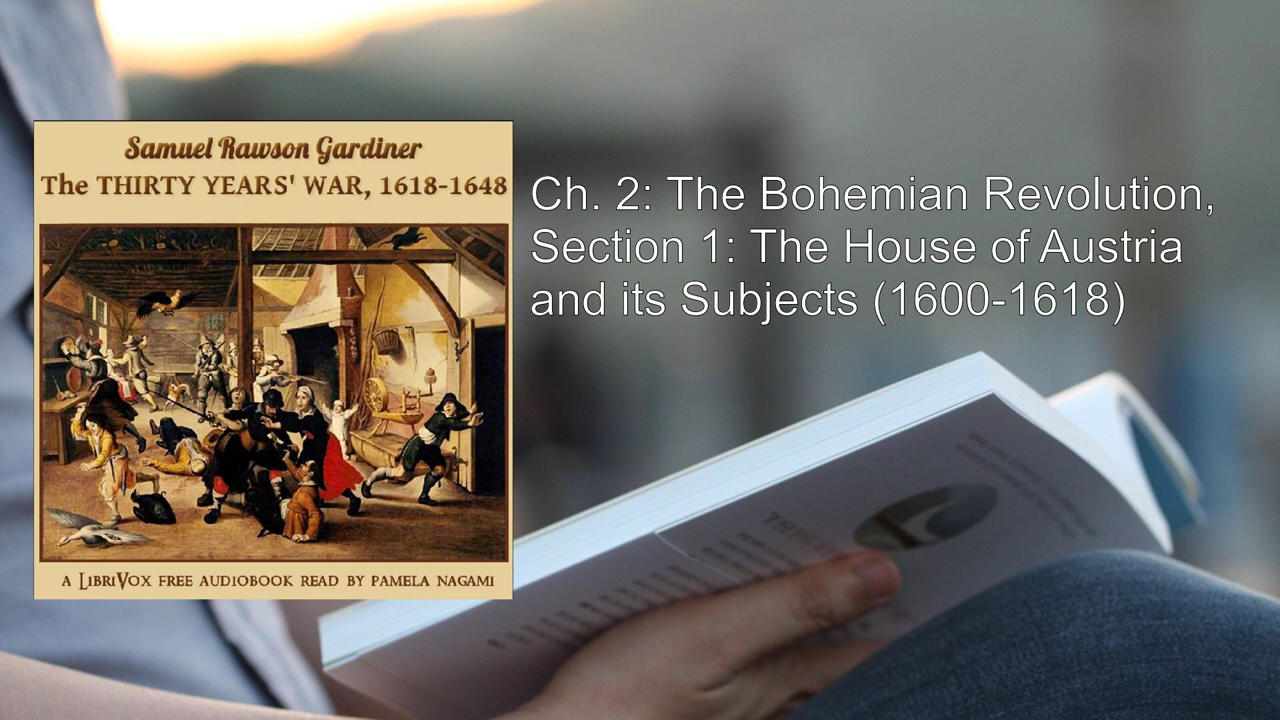 Samuel Rawson Gardiner
The THIRTY YEARS' WAR, 1618-1648
A LIBRIVOX FREE AUDIOBOOK READ BY PAMELA NAGAMI
Ch. 2: The Bohemian Revolution,
Section 1: The House of Austria
and its Subjects (1600-1618)